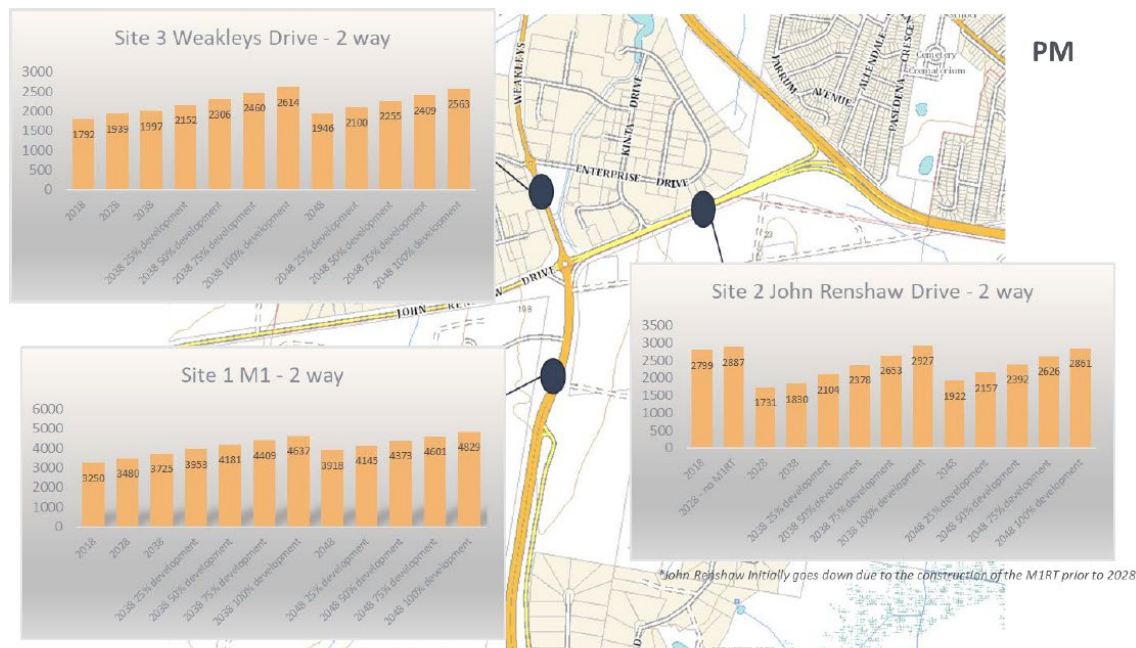 PM
Site 3 Weakleys Drive - 2 way
3000
2500
2000
1500
1000
500
0
1792
1939
1997
2152
2306
2460
2614
1946
2100
2255
2409
2563
2018
2028
2038
2038 25% development
2038 50% development
2038 75% development
2038 100% development
2048
2048 25% development
2048 50% development
2048 75% development
2048 100% development
WEAKLEYS
KINTA DRIVE
ENTERPRISE DRIVE
YARRUM
AVENUE
ALLENDALE
PASEDENA CRESCENT
Cemetery
Crematorium
23
198
JOHN
DRIVE
Site 2 John Renshaw Drive - 2 way
3500
3000
2500
2000
1500
1000
500
0
2799
2887
1731
1830
2104
2378
2653
2927
1922
2157
2392
2626
2861
2018
2028 - no M1RT
2028
2038
2038 25% development
2038 50% development
2038 75% development
2038 100% development
2048
2048 25% development
2048 50% development
2048 75% development
2048 100% development
*John Renshaw Initially goes down due to the construction of the M1RT prior to 2028
Site 1 M1 - 2 way
6000
5000
4000
3000
2000
1000
0
3250
3480
3725
3953
4181
4409
4637
3918
4145
4373
4601
4829
2018
2028
2038
2038 25% development
2038 50% development
2038 75% development
2038 100% development
2048
2048 25% development
2048 50% development
2048 75% development
2048 100% development